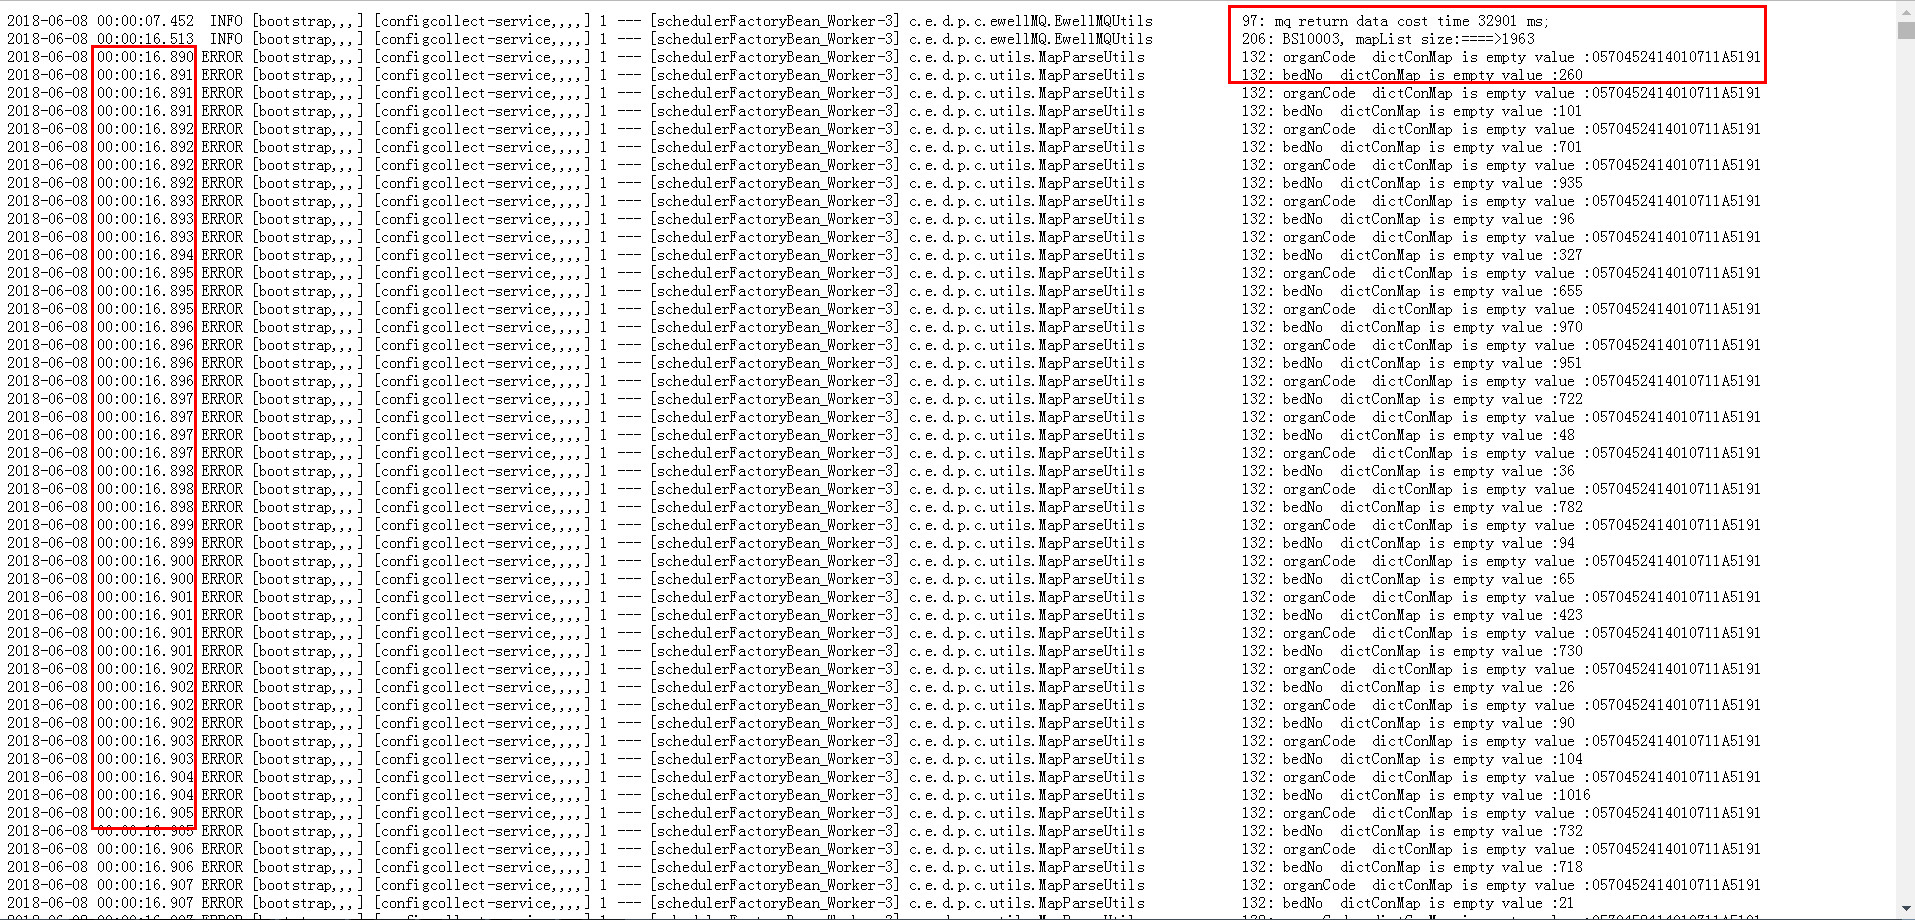 2018-06-08 00:00:07.452  INFO [bootstrap,,,] [configcollect-service,,,,] 1 --- [schedulerFactoryBean_Worker-3] c.e.d.p.c.ewellMQ.EwellMQUtils 97: mq return data cost time 32901 ms;
2018-06-08 00:00:16.513  INFO [bootstrap,,,] [configcollect-service,,,,] 1 --- [schedulerFactoryBean_Worker-3] c.e.d.p.c.ewellMQ.EwellMQUtils 206: BS10003, mapList size:====>1963
2018-06-08 00:00:16.890 ERROR [bootstrap,,,] [configcollect-service,,,,] 1 --- [schedulerFactoryBean_Worker-3] c.e.d.p.c.utils.MapParseUtils 132: organCode  dictConMap is empty value :0570452414010711A5191
2018-06-08 00:00:16.891 ERROR [bootstrap,,,] [configcollect-service,,,,] 1 --- [schedulerFactoryBean_Worker-3] c.e.d.p.c.utils.MapParseUtils 132: bedNo  dictConMap is empty value :260
2018-06-08 00:00:16.891 ERROR [bootstrap,,,] [configcollect-service,,,,] 1 --- [schedulerFactoryBean_Worker-3] c.e.d.p.c.utils.MapParseUtils 132: organCode  dictConMap is empty value :0570452414010711A5191
2018-06-08 00:00:16.891 ERROR [bootstrap,,,] [configcollect-service,,,,] 1 --- [schedulerFactoryBean_Worker-3] c.e.d.p.c.utils.MapParseUtils 132: bedNo  dictConMap is empty value :101
2018-06-08 00:00:16.892 ERROR [bootstrap,,,] [configcollect-service,,,,] 1 --- [schedulerFactoryBean_Worker-3] c.e.d.p.c.utils.MapParseUtils 132: organCode  dictConMap is empty value :0570452414010711A5191
2018-06-08 00:00:16.892 ERROR [bootstrap,,,] [configcollect-service,,,,] 1 --- [schedulerFactoryBean_Worker-3] c.e.d.p.c.utils.MapParseUtils 132: bedNo  dictConMap is empty value :701
2018-06-08 00:00:16.892 ERROR [bootstrap,,,] [configcollect-service,,,,] 1 --- [schedulerFactoryBean_Worker-3] c.e.d.p.c.utils.MapParseUtils 132: organCode  dictConMap is empty value :0570452414010711A5191
2018-06-08 00:00:16.892 ERROR [bootstrap,,,] [configcollect-service,,,,] 1 --- [schedulerFactoryBean_Worker-3] c.e.d.p.c.utils.MapParseUtils 132: bedNo  dictConMap is empty value :935
2018-06-08 00:00:16.893 ERROR [bootstrap,,,] [configcollect-service,,,,] 1 --- [schedulerFactoryBean_Worker-3] c.e.d.p.c.utils.MapParseUtils 132: organCode  dictConMap is empty value :0570452414010711A5191
2018-06-08 00:00:16.893 ERROR [bootstrap,,,] [configcollect-service,,,,] 1 --- [schedulerFactoryBean_Worker-3] c.e.d.p.c.utils.MapParseUtils 132: bedNo  dictConMap is empty value :96
2018-06-08 00:00:16.893 ERROR [bootstrap,,,] [configcollect-service,,,,] 1 --- [schedulerFactoryBean_Worker-3] c.e.d.p.c.utils.MapParseUtils 132: organCode  dictConMap is empty value :0570452414010711A5191
2018-06-08 00:00:16.894 ERROR [bootstrap,,,] [configcollect-service,,,,] 1 --- [schedulerFactoryBean_Worker-3] c.e.d.p.c.utils.MapParseUtils 132: bedNo  dictConMap is empty value :327
2018-06-08 00:00:16.895 ERROR [bootstrap,,,] [configcollect-service,,,,] 1 --- [schedulerFactoryBean_Worker-3] c.e.d.p.c.utils.MapParseUtils 132: organCode  dictConMap is empty value :0570452414010711A5191
2018-06-08 00:00:16.895 ERROR [bootstrap,,,] [configcollect-service,,,,] 1 --- [schedulerFactoryBean_Worker-3] c.e.d.p.c.utils.MapParseUtils 132: bedNo  dictConMap is empty value :655
2018-06-08 00:00:16.895 ERROR [bootstrap,,,] [configcollect-service,,,,] 1 --- [schedulerFactoryBean_Worker-3] c.e.d.p.c.utils.MapParseUtils 132: organCode  dictConMap is empty value :0570452414010711A5191
2018-06-08 00:00:16.896 ERROR [bootstrap,,,] [configcollect-service,,,,] 1 --- [schedulerFactoryBean_Worker-3] c.e.d.p.c.utils.MapParseUtils 132: bedNo  dictConMap is empty value :970
2018-06-08 00:00:16.896 ERROR [bootstrap,,,] [configcollect-service,,,,] 1 --- [schedulerFactoryBean_Worker-3] c.e.d.p.c.utils.MapParseUtils 132: organCode  dictConMap is empty value :0570452414010711A5191
2018-06-08 00:00:16.896 ERROR [bootstrap,,,] [configcollect-service,,,,] 1 --- [schedulerFactoryBean_Worker-3] c.e.d.p.c.utils.MapParseUtils 132: bedNo  dictConMap is empty value :951
2018-06-08 00:00:16.896 ERROR [bootstrap,,,] [configcollect-service,,,,] 1 --- [schedulerFactoryBean_Worker-3] c.e.d.p.c.utils.MapParseUtils 132: organCode  dictConMap is empty value :0570452414010711A5191
2018-06-08 00:00:16.897 ERROR [bootstrap,,,] [configcollect-service,,,,] 1 --- [schedulerFactoryBean_Worker-3] c.e.d.p.c.utils.MapParseUtils 132: bedNo  dictConMap is empty value :722
2018-06-08 00:00:16.897 ERROR [bootstrap,,,] [configcollect-service,,,,] 1 --- [schedulerFactoryBean_Worker-3] c.e.d.p.c.utils.MapParseUtils 132: organCode  dictConMap is empty value :0570452414010711A5191
2018-06-08 00:00:16.897 ERROR [bootstrap,,,] [configcollect-service,,,,] 1 --- [schedulerFactoryBean_Worker-3] c.e.d.p.c.utils.MapParseUtils 132: bedNo  dictConMap is empty value :48
2018-06-08 00:00:16.897 ERROR [bootstrap,,,] [configcollect-service,,,,] 1 --- [schedulerFactoryBean_Worker-3] c.e.d.p.c.utils.MapParseUtils 132: organCode  dictConMap is empty value :0570452414010711A5191
2018-06-08 00:00:16.898 ERROR [bootstrap,,,] [configcollect-service,,,,] 1 --- [schedulerFactoryBean_Worker-3] c.e.d.p.c.utils.MapParseUtils 132: bedNo  dictConMap is empty value :36
2018-06-08 00:00:16.898 ERROR [bootstrap,,,] [configcollect-service,,,,] 1 --- [schedulerFactoryBean_Worker-3] c.e.d.p.c.utils.MapParseUtils 132: organCode  dictConMap is empty value :0570452414010711A5191
2018-06-08 00:00:16.898 ERROR [bootstrap,,,] [configcollect-service,,,,] 1 --- [schedulerFactoryBean_Worker-3] c.e.d.p.c.utils.MapParseUtils 132: bedNo  dictConMap is empty value :782
2018-06-08 00:00:16.899 ERROR [bootstrap,,,] [configcollect-service,,,,] 1 --- [schedulerFactoryBean_Worker-3] c.e.d.p.c.utils.MapParseUtils 132: organCode  dictConMap is empty value :0570452414010711A5191
2018-06-08 00:00:16.899 ERROR [bootstrap,,,] [configcollect-service,,,,] 1 --- [schedulerFactoryBean_Worker-3] c.e.d.p.c.utils.MapParseUtils 132: bedNo  dictConMap is empty value :94
2018-06-08 00:00:16.900 ERROR [bootstrap,,,] [configcollect-service,,,,] 1 --- [schedulerFactoryBean_Worker-3] c.e.d.p.c.utils.MapParseUtils 132: organCode  dictConMap is empty value :0570452414010711A5191
2018-06-08 00:00:16.900 ERROR [bootstrap,,,] [configcollect-service,,,,] 1 --- [schedulerFactoryBean_Worker-3] c.e.d.p.c.utils.MapParseUtils 132: bedNo  dictConMap is empty value :65
2018-06-08 00:00:16.901 ERROR [bootstrap,,,] [configcollect-service,,,,] 1 --- [schedulerFactoryBean_Worker-3] c.e.d.p.c.utils.MapParseUtils 132: organCode  dictConMap is empty value :0570452414010711A5191
2018-06-08 00:00:16.901 ERROR [bootstrap,,,] [configcollect-service,,,,] 1 --- [schedulerFactoryBean_Worker-3] c.e.d.p.c.utils.MapParseUtils 132: bedNo  dictConMap is empty value :423
2018-06-08 00:00:16.901 ERROR [bootstrap,,,] [configcollect-service,,,,] 1 --- [schedulerFactoryBean_Worker-3] c.e.d.p.c.utils.MapParseUtils 132: organCode  dictConMap is empty value :0570452414010711A5191
2018-06-08 00:00:16.901 ERROR [bootstrap,,,] [configcollect-service,,,,] 1 --- [schedulerFactoryBean_Worker-3] c.e.d.p.c.utils.MapParseUtils 132: bedNo  dictConMap is empty value :730
2018-06-08 00:00:16.902 ERROR [bootstrap,,,] [configcollect-service,,,,] 1 --- [schedulerFactoryBean_Worker-3] c.e.d.p.c.utils.MapParseUtils 132: organCode  dictConMap is empty value :0570452414010711A5191
2018-06-08 00:00:16.902 ERROR [bootstrap,,,] [configcollect-service,,,,] 1 --- [schedulerFactoryBean_Worker-3] c.e.d.p.c.utils.MapParseUtils 132: bedNo  dictConMap is empty value :26
2018-06-08 00:00:16.902 ERROR [bootstrap,,,] [configcollect-service,,,,] 1 --- [schedulerFactoryBean_Worker-3] c.e.d.p.c.utils.MapParseUtils 132: organCode  dictConMap is empty value :0570452414010711A5191
2018-06-08 00:00:16.902 ERROR [bootstrap,,,] [configcollect-service,,,,] 1 --- [schedulerFactoryBean_Worker-3] c.e.d.p.c.utils.MapParseUtils 132: bedNo  dictConMap is empty value :90
2018-06-08 00:00:16.903 ERROR [bootstrap,,,] [configcollect-service,,,,] 1 --- [schedulerFactoryBean_Worker-3] c.e.d.p.c.utils.MapParseUtils 132: organCode  dictConMap is empty value :0570452414010711A5191
2018-06-08 00:00:16.903 ERROR [bootstrap,,,] [configcollect-service,,,,] 1 --- [schedulerFactoryBean_Worker-3] c.e.d.p.c.utils.MapParseUtils 132: bedNo  dictConMap is empty value :104
2018-06-08 00:00:16.904 ERROR [bootstrap,,,] [configcollect-service,,,,] 1 --- [schedulerFactoryBean_Worker-3] c.e.d.p.c.utils.MapParseUtils 132: organCode  dictConMap is empty value :0570452414010711A5191
2018-06-08 00:00:16.904 ERROR [bootstrap,,,] [configcollect-service,,,,] 1 --- [schedulerFactoryBean_Worker-3] c.e.d.p.c.utils.MapParseUtils 132: bedNo  dictConMap is empty value :1016
2018-06-08 00:00:16.905 ERROR [bootstrap,,,] [configcollect-service,,,,] 1 --- [schedulerFactoryBean_Worker-3] c.e.d.p.c.utils.MapParseUtils 132: organCode  dictConMap is empty value :0570452414010711A5191
2018-06-08 ERROR [bootstrap,,,] [configcollect-service,,,,] 1 --- [schedulerFactoryBean_Worker-3] c.e.d.p.c.utils.MapParseUtils 132: bedNo  dictConMap is empty value :732
2018-06-08 00:00:16.906 ERROR [bootstrap,,,] [configcollect-service,,,,] 1 --- [schedulerFactoryBean_Worker-3] c.e.d.p.c.utils.MapParseUtils 132: organCode  dictConMap is empty value :0570452414010711A5191
2018-06-08 00:00:16.906 ERROR [bootstrap,,,] [configcollect-service,,,,] 1 --- [schedulerFactoryBean_Worker-3] c.e.d.p.c.utils.MapParseUtils 132: bedNo  dictConMap is empty value :718
2018-06-08 00:00:16.907 ERROR [bootstrap,,,] [configcollect-service,,,,] 1 --- [schedulerFactoryBean_Worker-3] c.e.d.p.c.utils.MapParseUtils 132: organCode  dictConMap is empty value :0570452414010711A5191
2018-06-08 00:00:16.907 ERROR [bootstrap,,,] [configcollect-service,,,,] 1 --- [schedulerFactoryBean_Worker-3] c.e.d.p.c.utils.MapParseUtils 132: bedNo  dictConMap is empty value :21